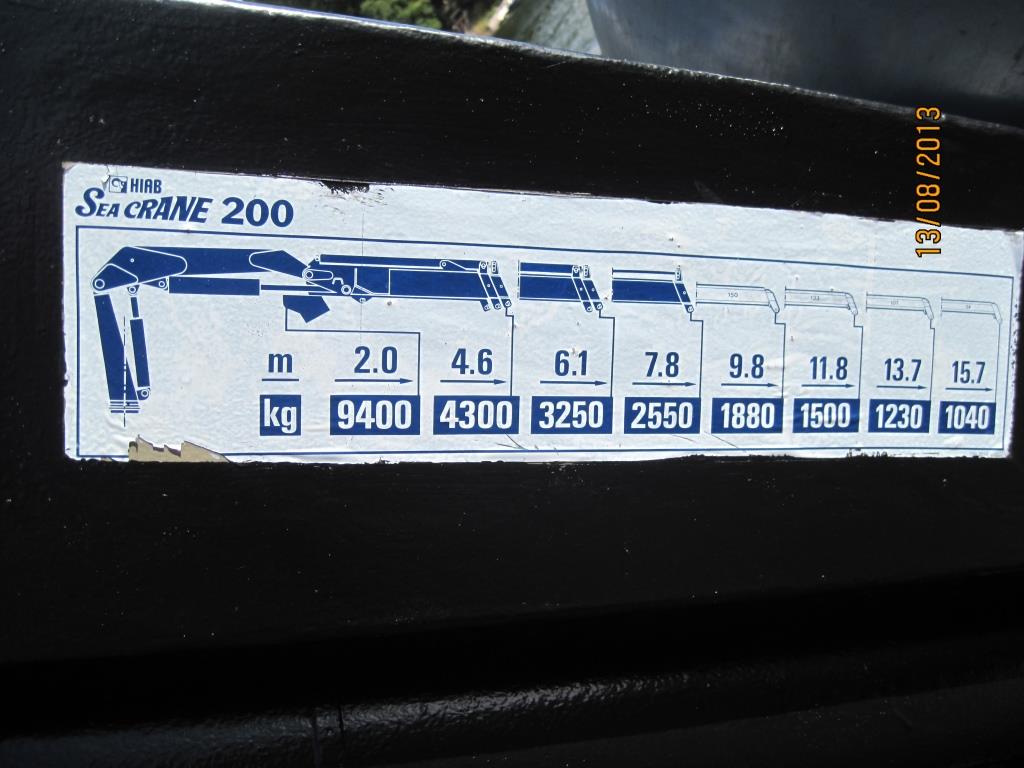 HIAB
SEA CRANE 200
150
m 2.0 4.6 6.1 7.8 9.8 11.8 13.7 15.7
kg 9400 4300 3250 2550 1880 1500 1230 1040
13/08/2013